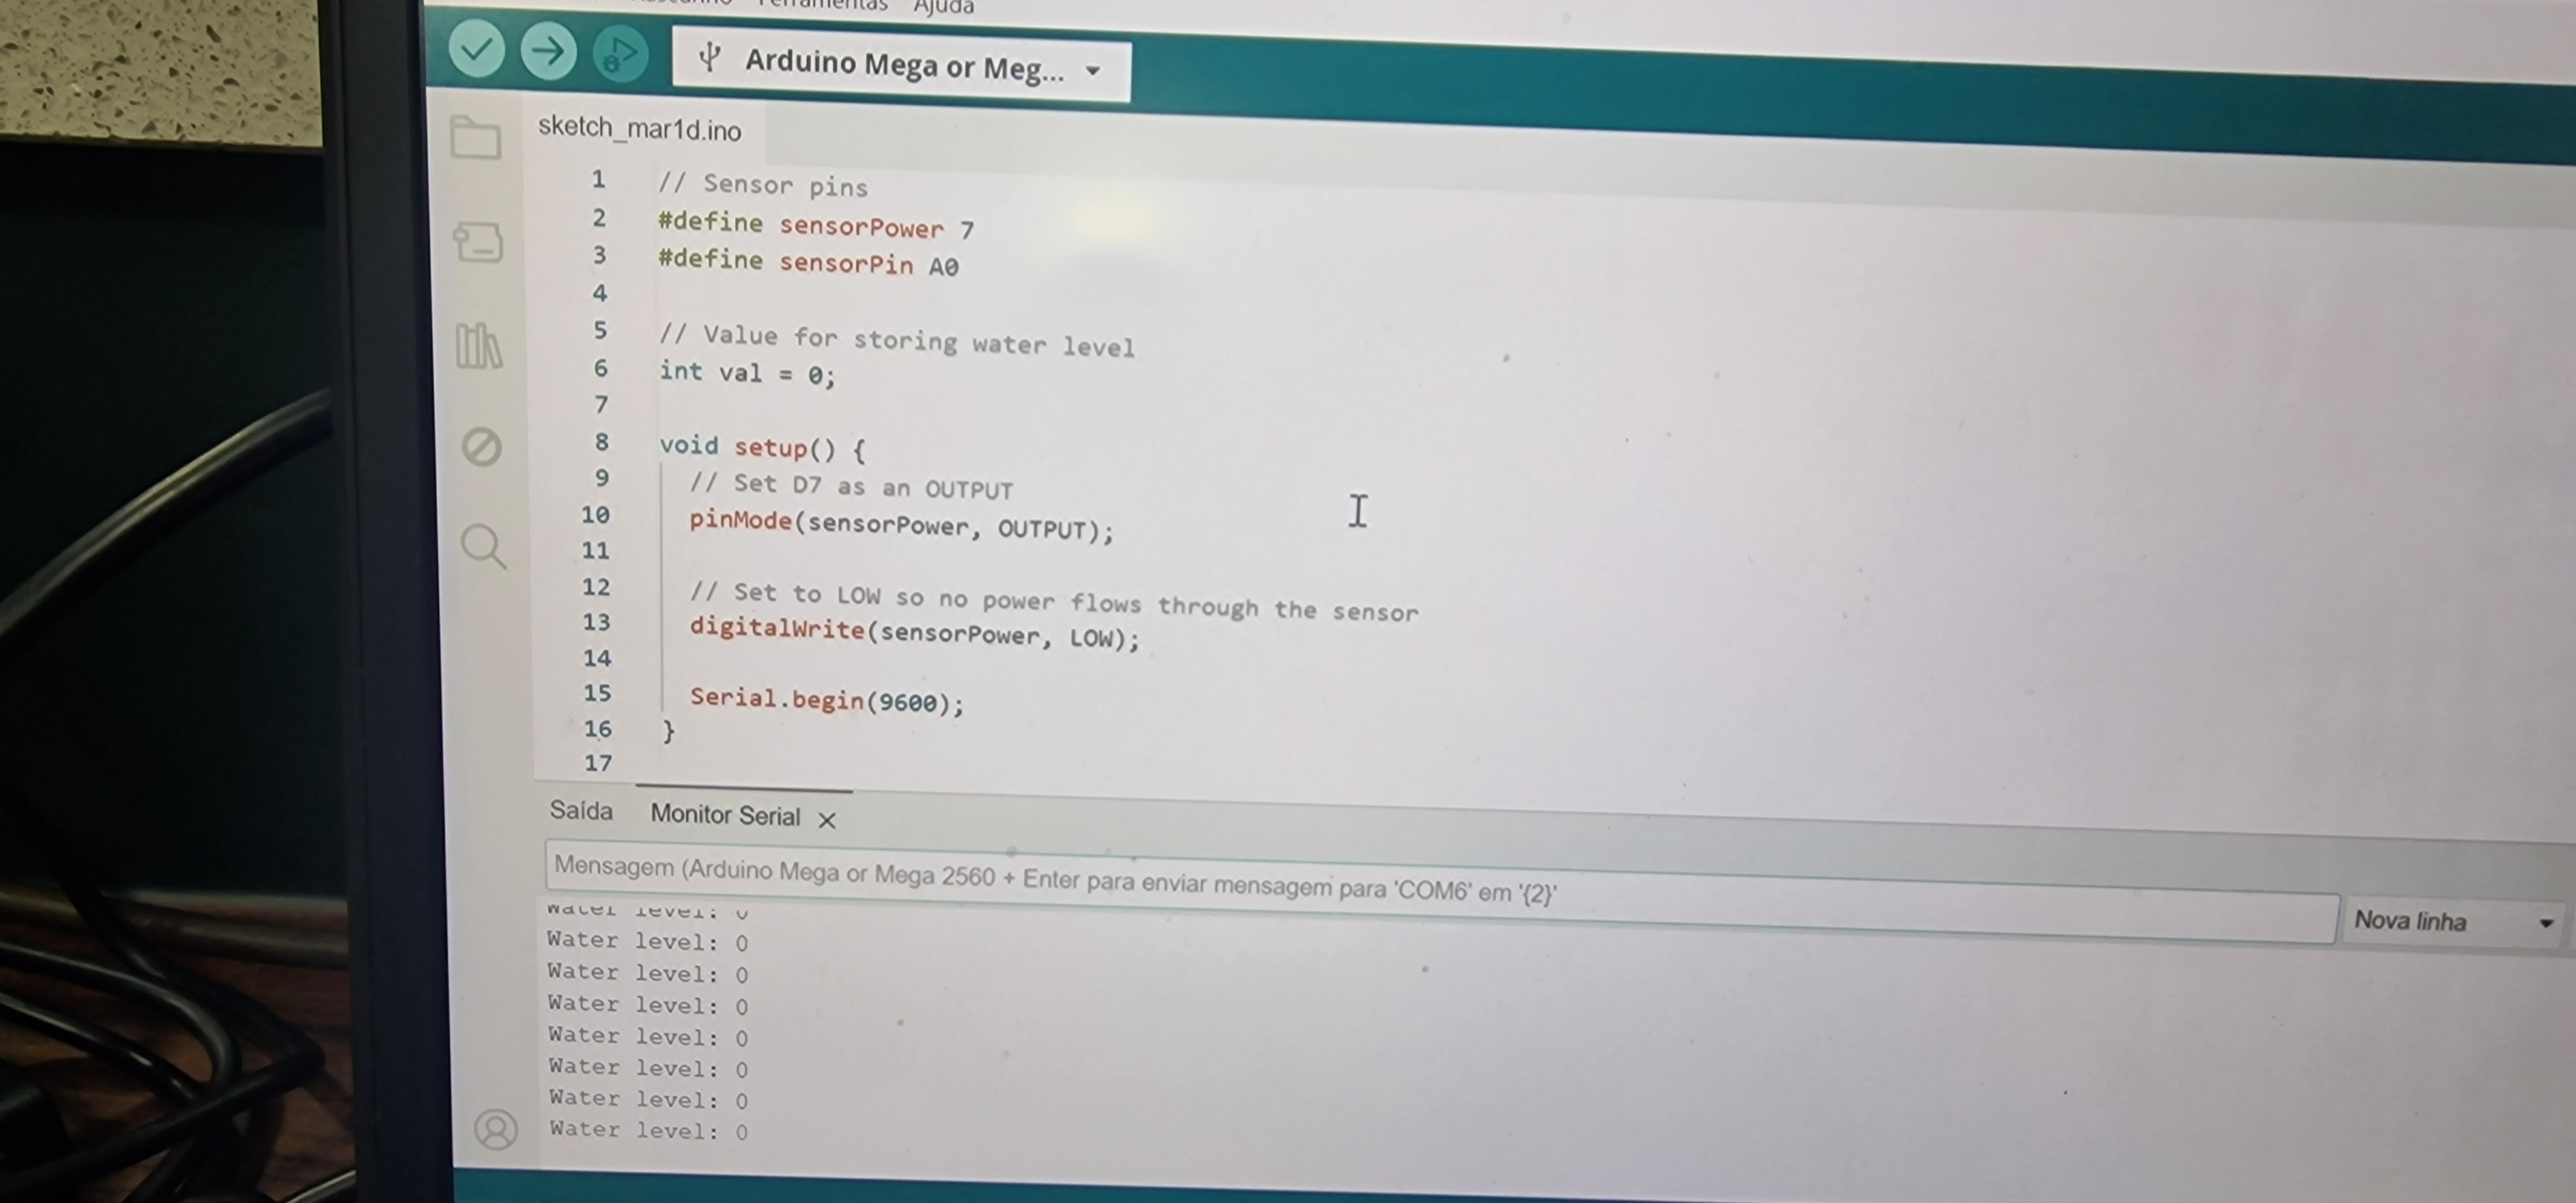 Ferramentas Ajuda
Arduino Mega or Meg...
sketch_mar1d.ino
1 // Sensor pins
2 #define sensorPower 7
3 #define sensorPin A0
4
5 // Value for storing water level
6 int val = 0;
7
8 void setup() {
9 // Set D7 as an OUTPUT
10 pinMode(sensorPower, OUTPUT);
11
12 // Set to LOW so no power flows through the sensor
13 digitalWrite(sensorPower, LOW);
14
15 Serial.begin(9600);
16 }
17
Saída Monitor Serial ×
Mensagem (Arduino Mega or Mega 2560 + Enter para enviar mensagem para 'COM6' em '{2}'
Nova linha
Water level: 0
Water level: 0
Water level: 0
Water level: 0
Water level: 0
Water level: 0
Water level: 0
Water level: 0